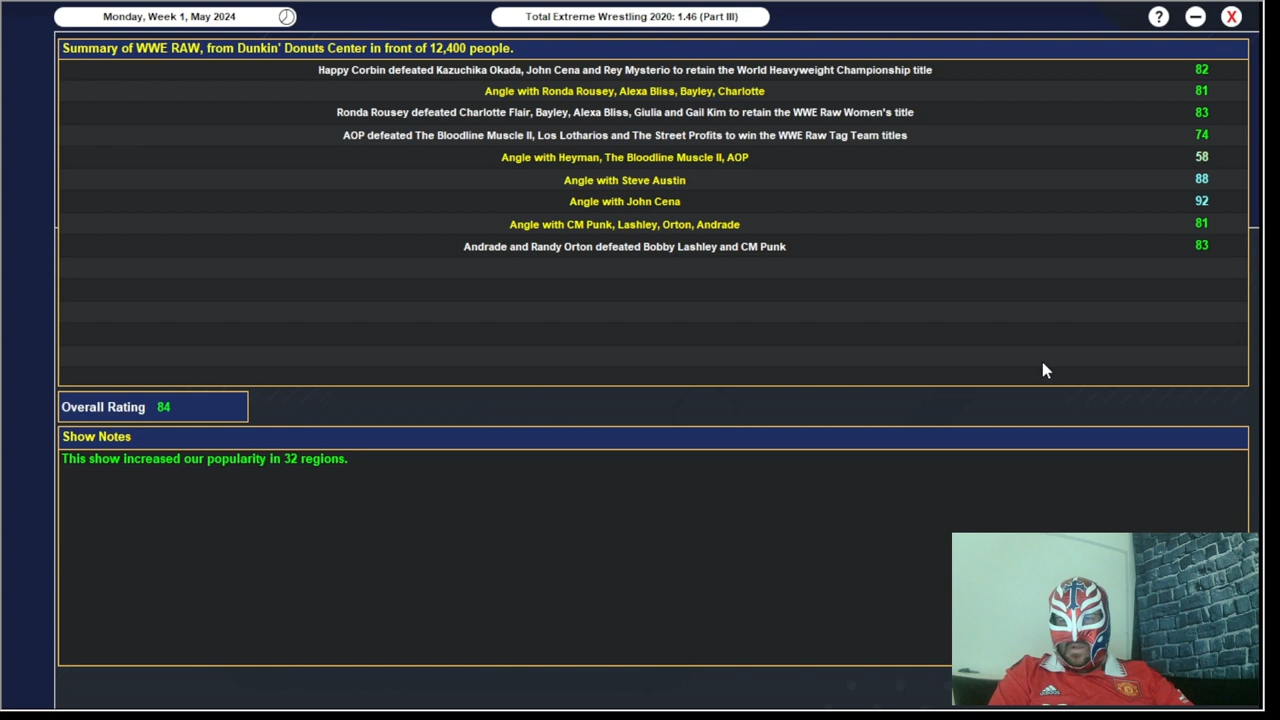 Monday, Week 1, May 2024
Total Extreme Wrestling 2020: 1.46 (Part III)
?
X
Summary of WWE RAW, from Dunkin' Donuts Center in front of 12,400 people.
Happy Corbin defeated Kazuchika Okada, John Cena and Rey Mysterio to retain the World Heavyweight Championship title 82
Angle with Ronda Rousey, Alexa Bliss, Bayley, Charlotte 81
Ronda Rousey defeated Charlotte Flair, Bayley, Alexa Bliss, Giulia and Gail Kim to retain the WWE Raw Women's title 83
AOP defeated The Bloodline Muscle II, Los Lotharios and The Street Profits to win the WWE Raw Tag Team titles 74
Angle with Heyman, The Bloodline Muscle II, AOP 58
Angle with Steve Austin 88
Angle with John Cena 92
Angle with CM Punk, Lashley, Orton, Andrade 81
Andrade and Randy Orton defeated Bobby Lashley and CM Punk 83
Overall Rating 84
Show Notes
This show increased our popularity in 32 regions.